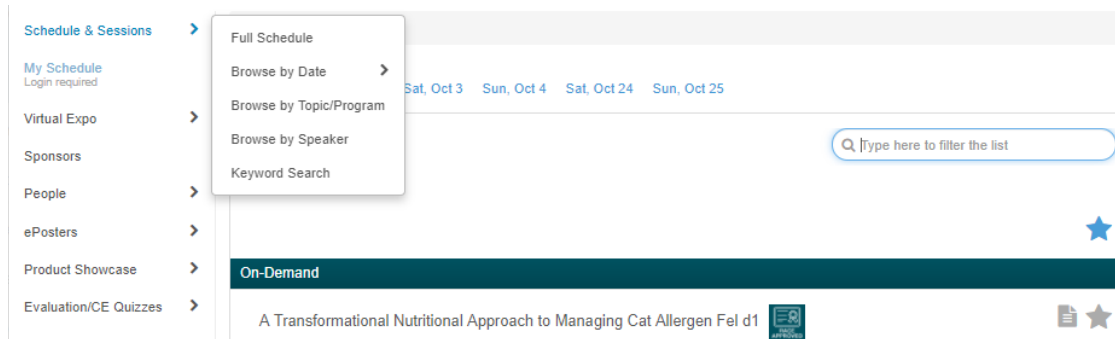 Schedule & Sessions
My Schedule
Login required
Virtual Expo
Sponsors
People
ePosters
Product Showcase
Evaluation/CE Quizzes
Full Schedule
Browse by Date
Browse by Topic/Program
Browse by Speaker
Keyword Search
Sat, Oct 3 Sun, Oct 4 Sat, Oct 24 Sun, Oct 25
Type here to filter the list
On-Demand
A Transformational Nutritional Approach to Managing Cat Allergen Fel d1
RACE
APPROVED